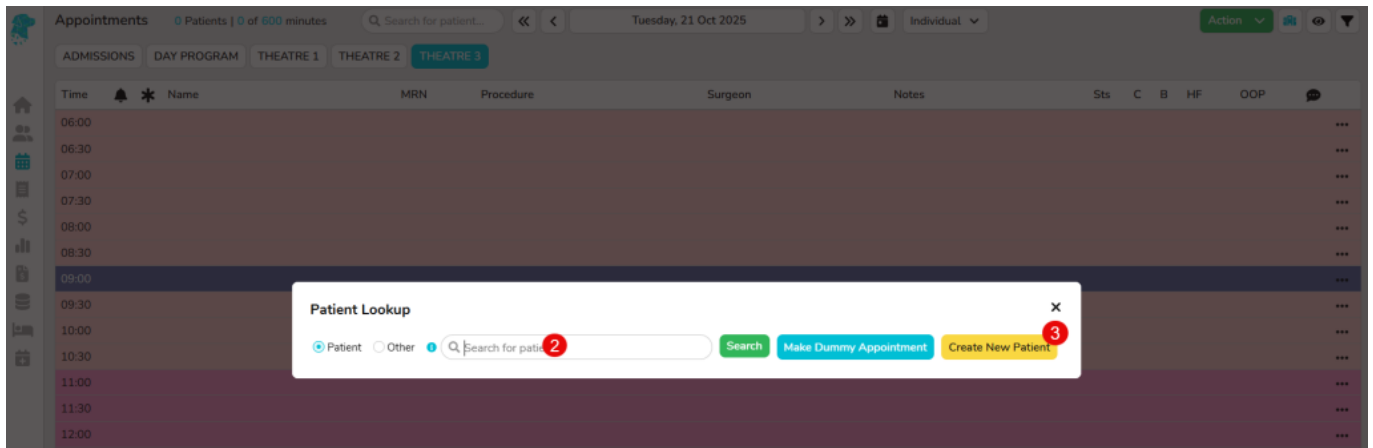 Appointments 0 Patients | 0 of 600 minutes Search for patient... Tuesday, 21 Oct 2025 Individual Action
ADMISSIONS DAY PROGRAM THEATRE 1 THEATRE 2 THEATRE 3
Time Name MRN Procedure Surgeon Notes Sts C B HF OOP
06:00
06:30
07:00
07:30
08:00
08:30
09:00
09:30
Patient Lookup
3
10:00
Patient Other Search for patie 2 Search Make Dummy Appointment Create New Patient
10:30
11:00
11:30
12:00